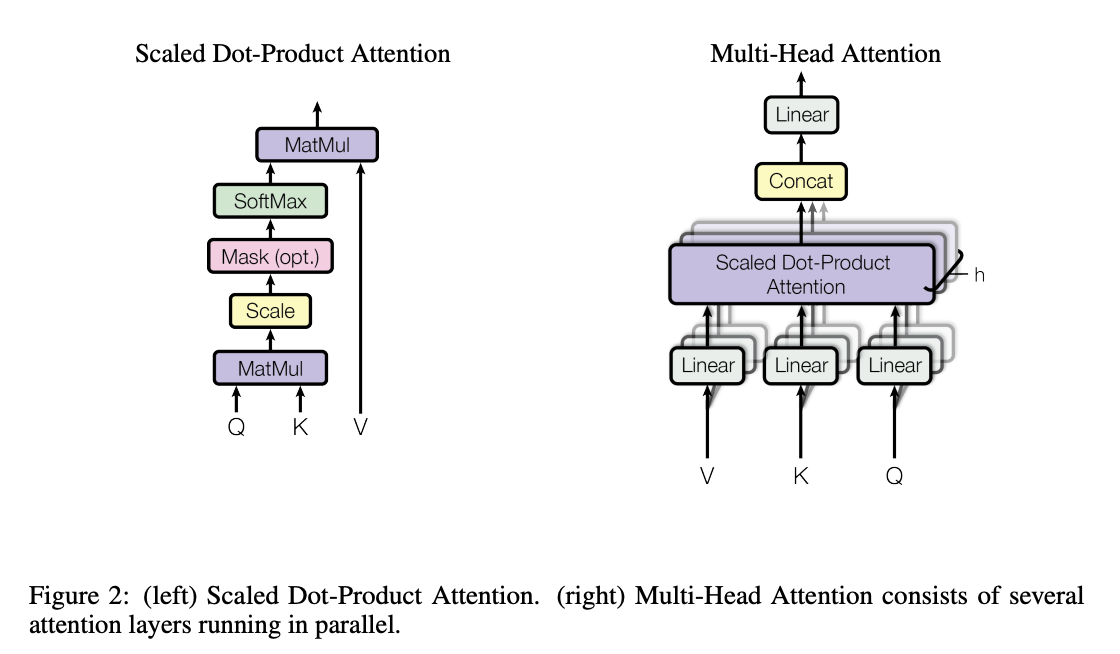 Scaled Dot-Product Attention
MatMul
SoftMax
Mask (opt.)
Scale
MatMul
Q K V
Multi-Head Attention
Linear
Concat
Scaled Dot-Product
Attention
h
Linear Linear Linear
V K Q
Figure 2: (left) Scaled Dot-Product Attention. (right) Multi-Head Attention consists of several
attention layers running in parallel.